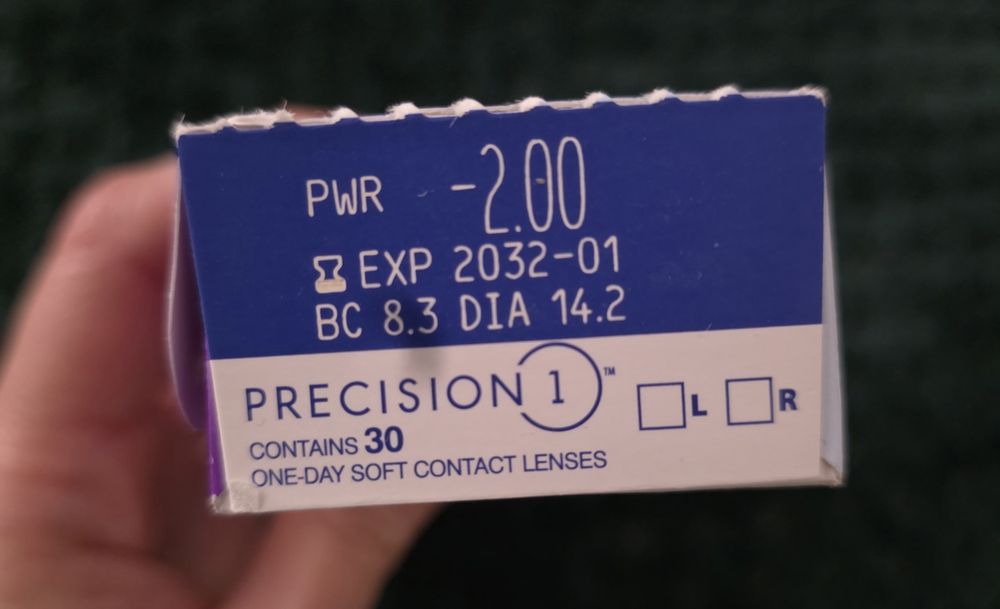 PWR -2.00
EXP 2032-01
BC 8.3 DIA 14.2
PRECISION 1™
L R
CONTAINS 30
ONE-DAY SOFT CONTACT LENSES